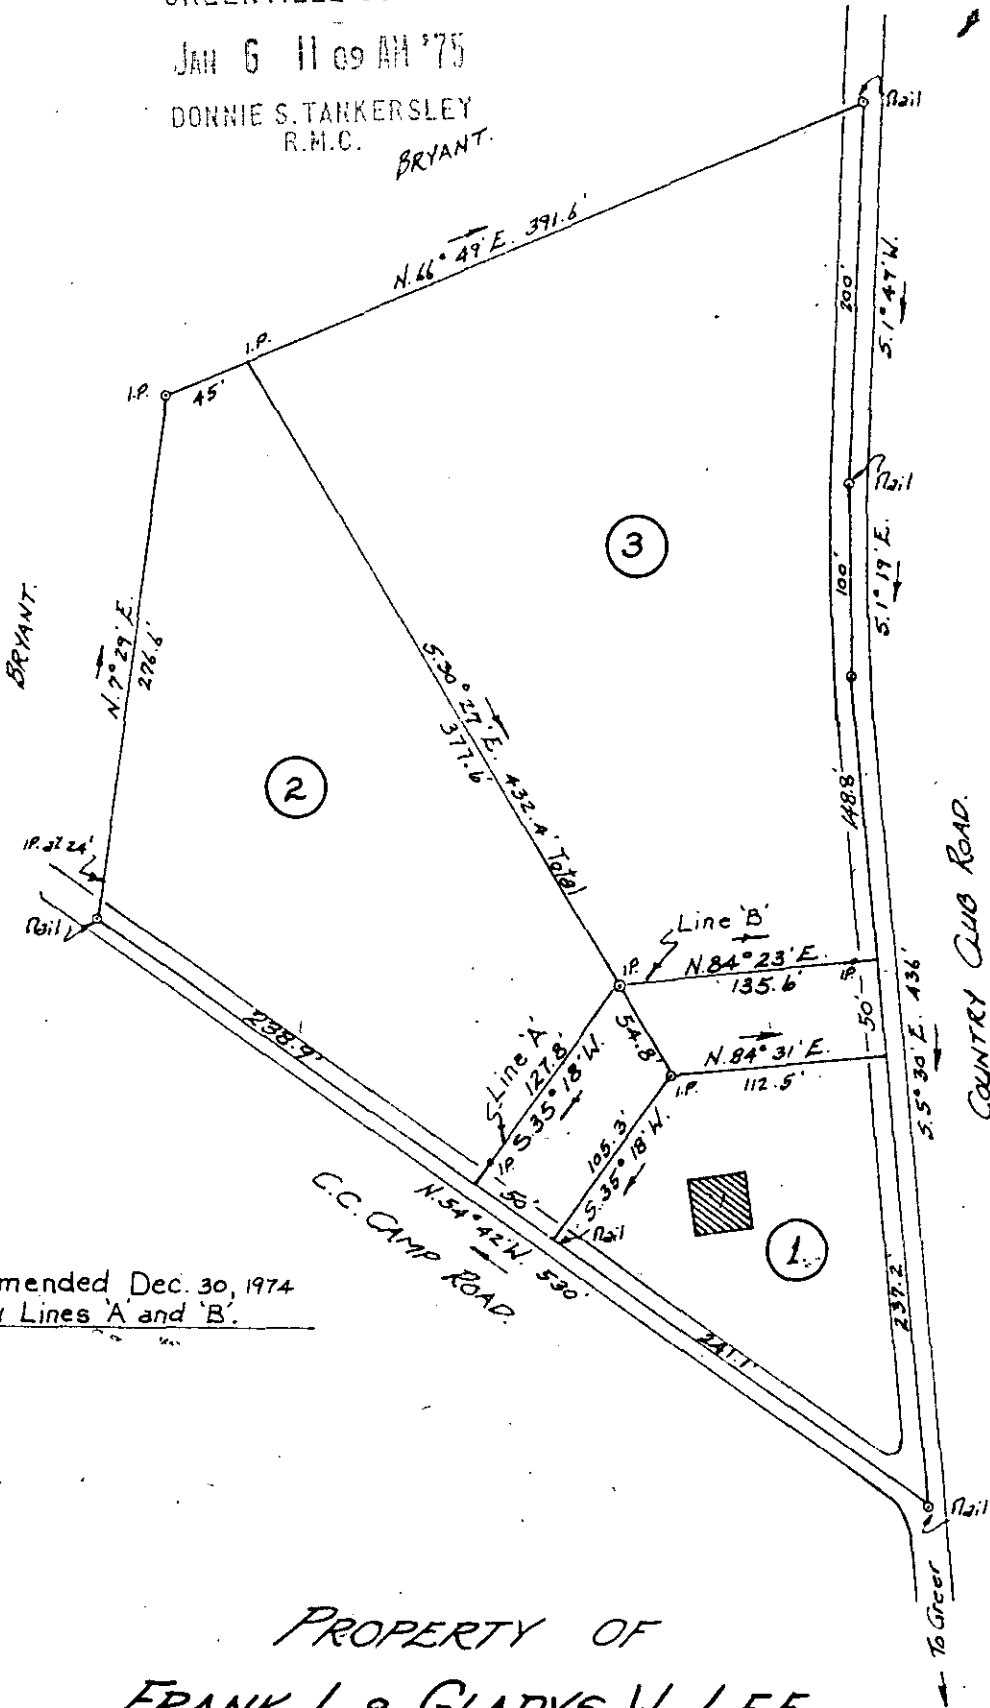 JAN 6 11 09 AM '75
DONNIE S. TANKERSLEY
R.M.C.
BRYANT.
Nail
N. 66° 49' E. 391.6'
200'
S. 1° 47' W.
I.P.
I.P.
45'
Nail
3
100'
S. 1° 19' E.
BRYANT.
N. 7° 29' E.
276.6'
S. 30° 27' E. 432.4' Total
377.6'
2
148.8'
COUNTRY CLUB ROAD.
I.P. at 24'
Nail
Line 'B'
I.P.
N. 84° 23' E.
135.6'
I.P.
50'
S. 5° 30' E. 436'
238.9'
Line 'A'
127.8'
S. 35° 18' W.
54.8'
N. 84° 31' E.
112.5'
I.P.
105.3'
S. 35° 18' W.
I.P.
50'
Nail
C.C. CAMP ROAD.
N. 54° 42' W. 530'
1
237.2'
241.1'
mended Dec. 30, 1974
Lines 'A' and 'B'.
Nail
To Greer
PROPERTY OF